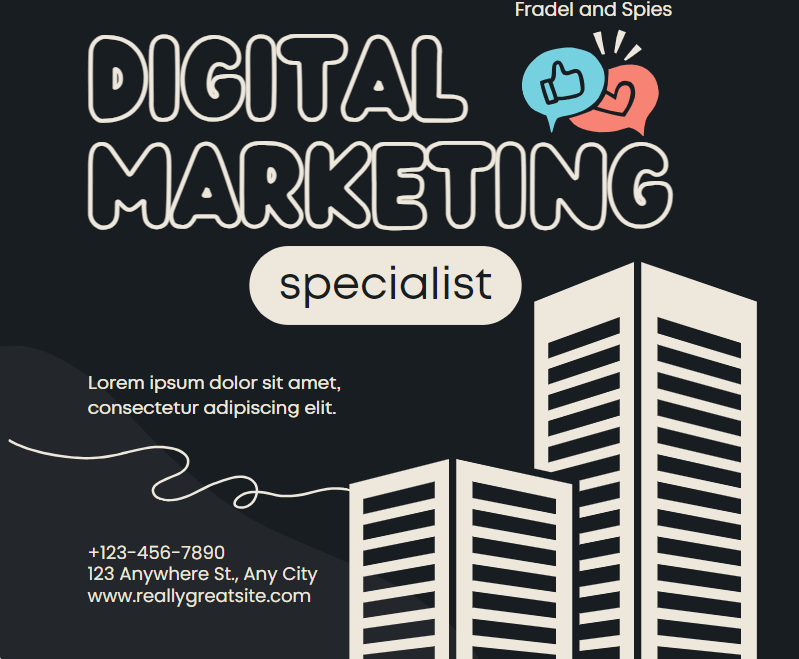 Fradel and Spies
DIGITAL
MARKETING
specialist
Lorem ipsum dolor sit amet,
consectetur adipiscing elit.
+123-456-7890
123 Anywhere St., Any City
www.reallygreatsite.com